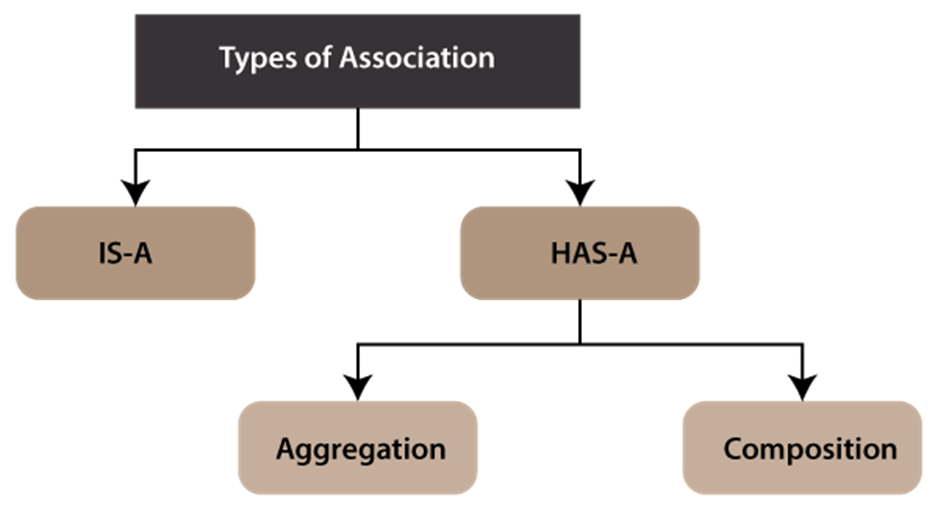 Types of Association
IS-A
HAS-A
Aggregation
Composition